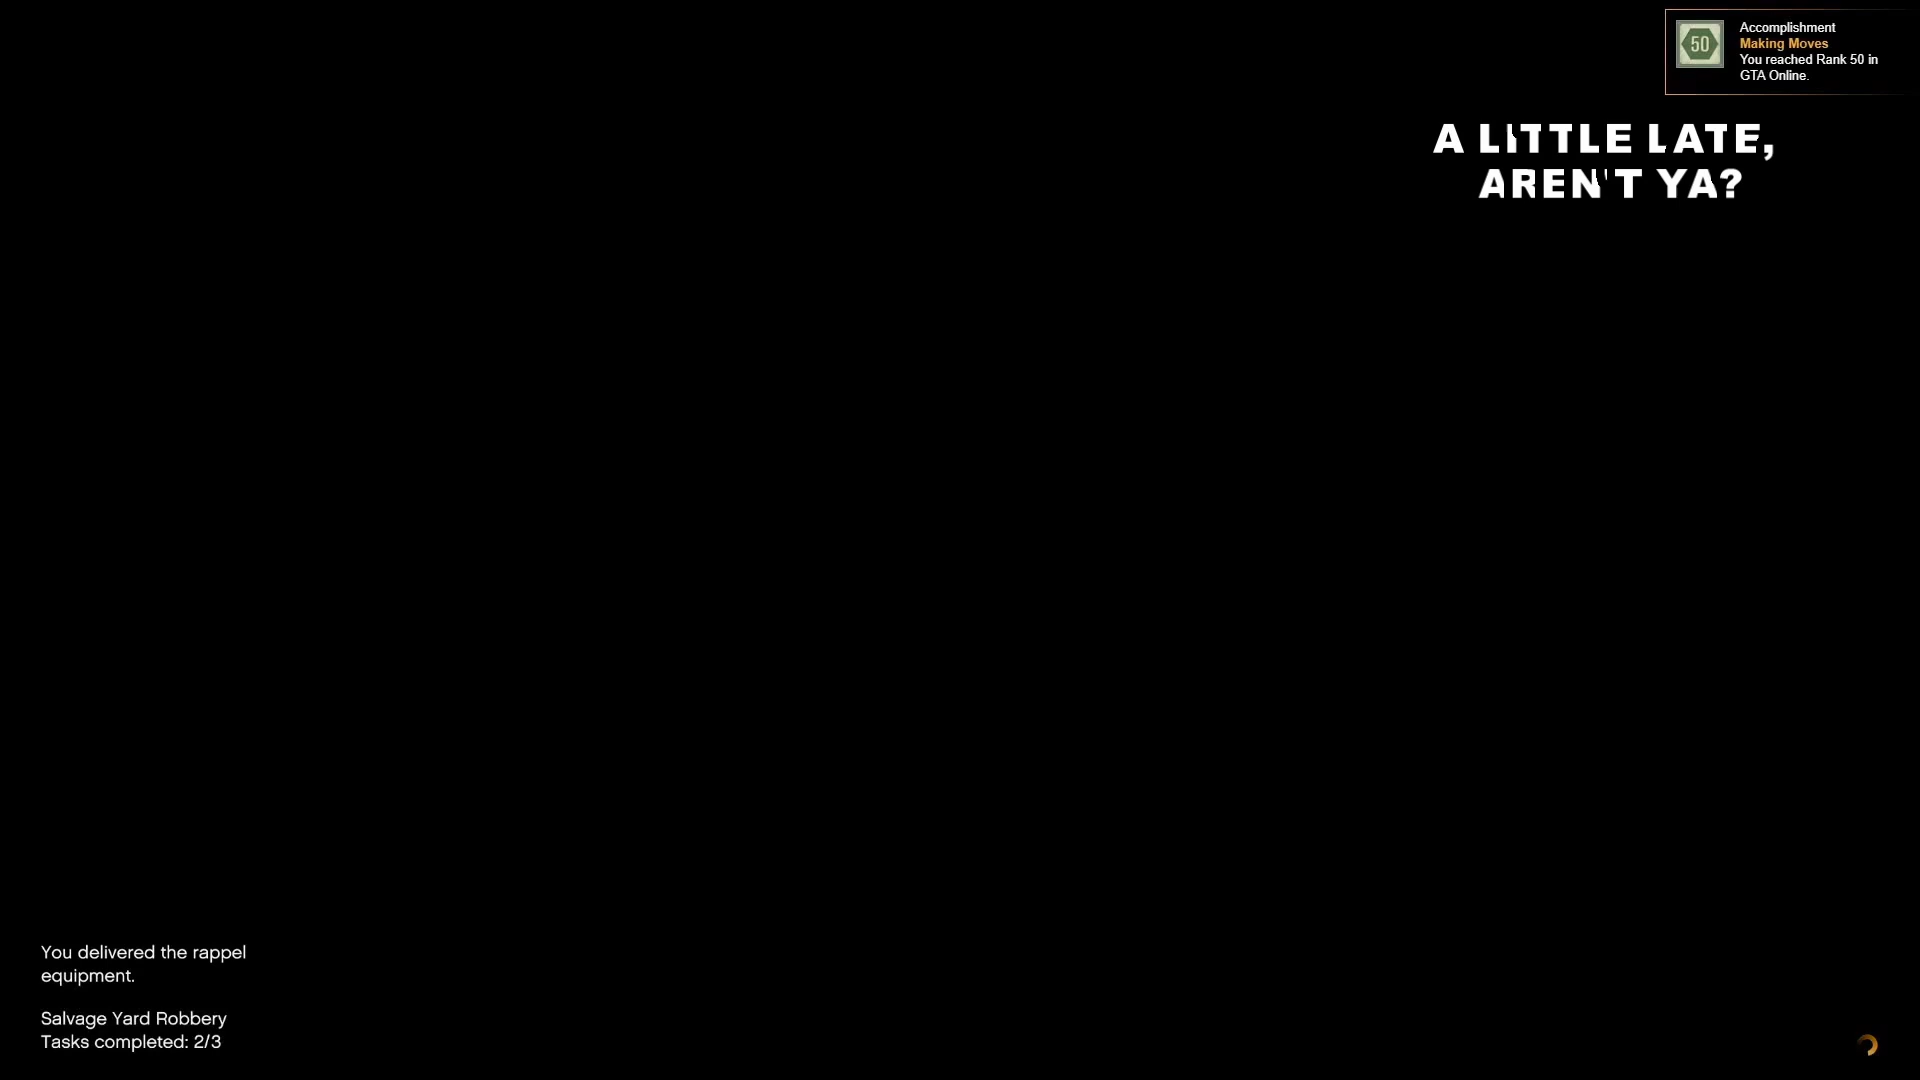 50
Accomplishment
Making Moves
You reached Rank 50 in
GTA Online.
A LITTLE LATE,
AREN'T YA?
You delivered the rappel
equipment.
Salvage Yard Robbery
Tasks completed: 2/3